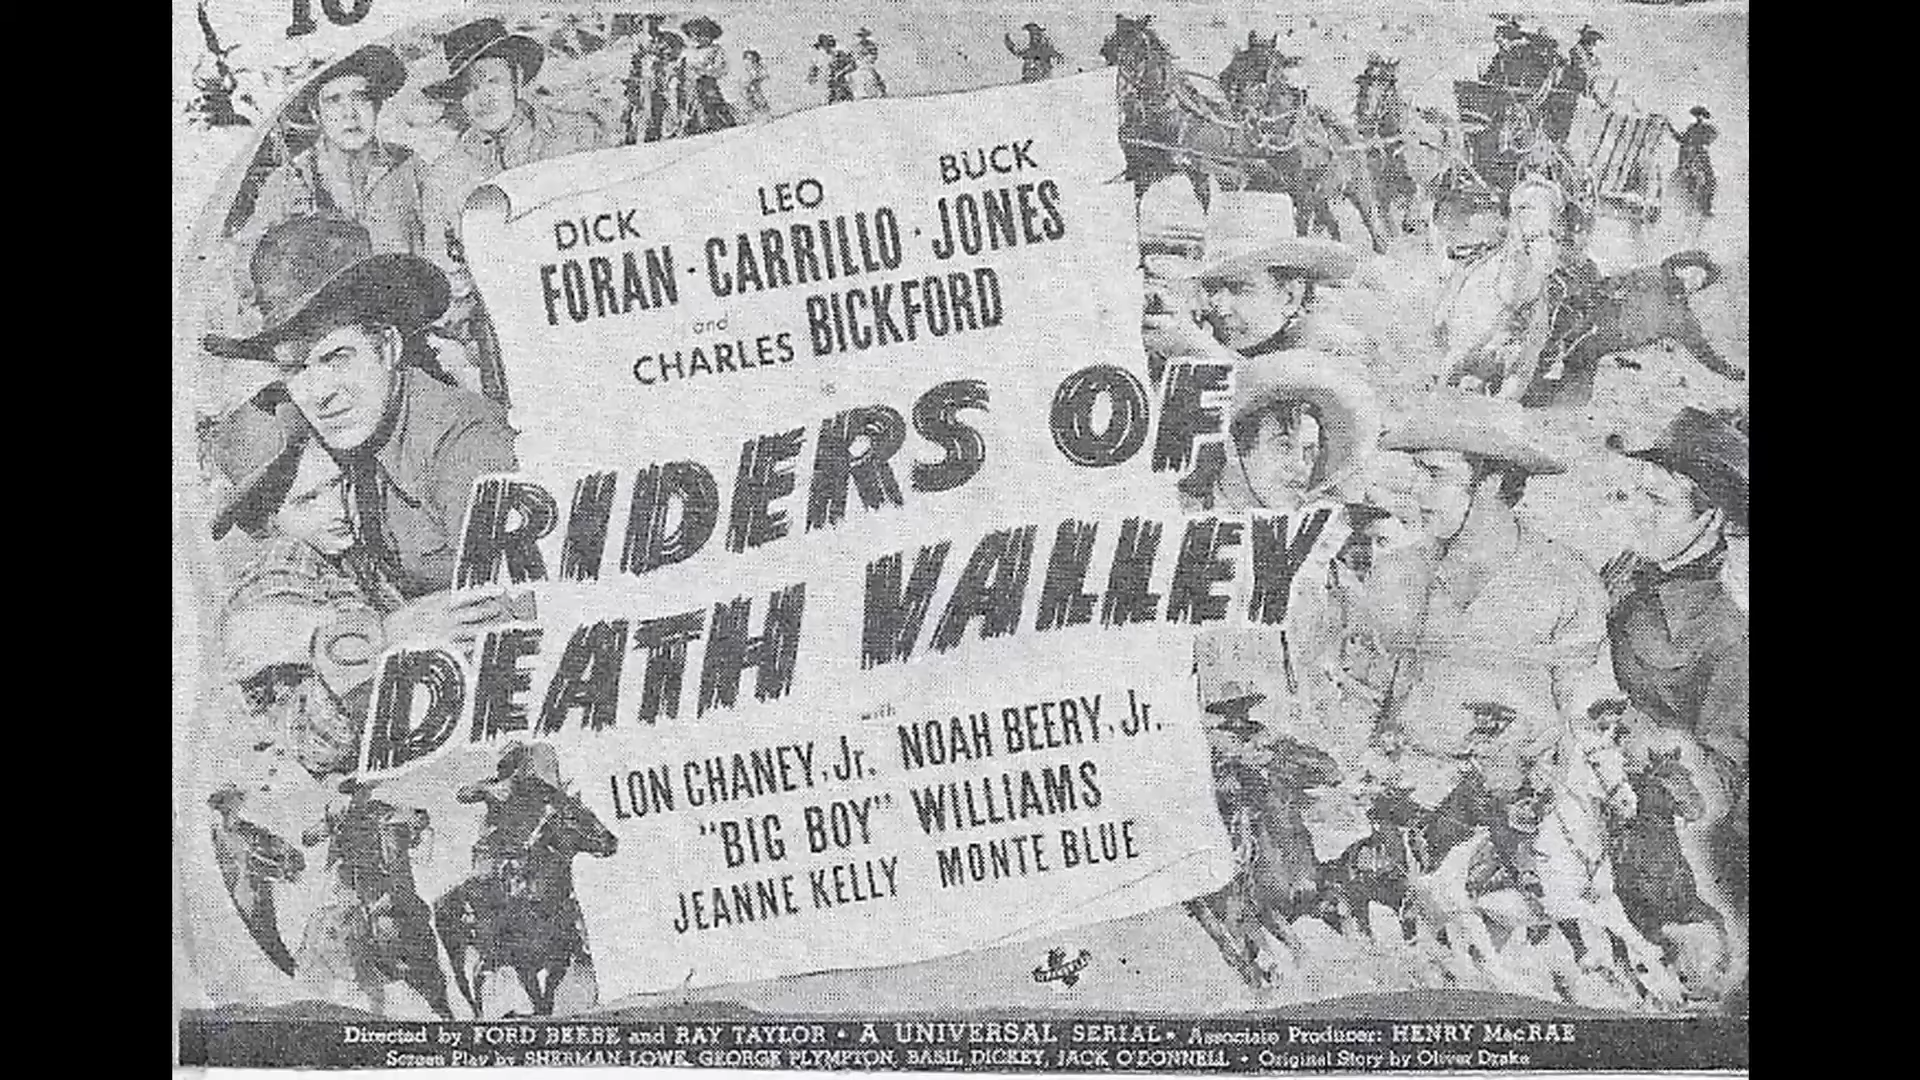 DICK LEO BUCK
FORAN · CARRILLO · JONES
and
CHARLES BICKFORD
in
RIDERS OF
DEATH VALLEY
with
LON CHANEY, Jr. NOAH BEERY, Jr.
"BIG BOY" WILLIAMS
JEANNE KELLY MONTE BLUE
Directed by FORD BEEBE and RAY TAYLOR • A UNIVERSAL SERIAL • Associate Producer: HENRY MacRAE
Screen Play by SHERMAN LOWE, GEORGE PLYMPTON, BASIL DICKEY, JACK O'DONNELL • Original Story by Oliver Drake